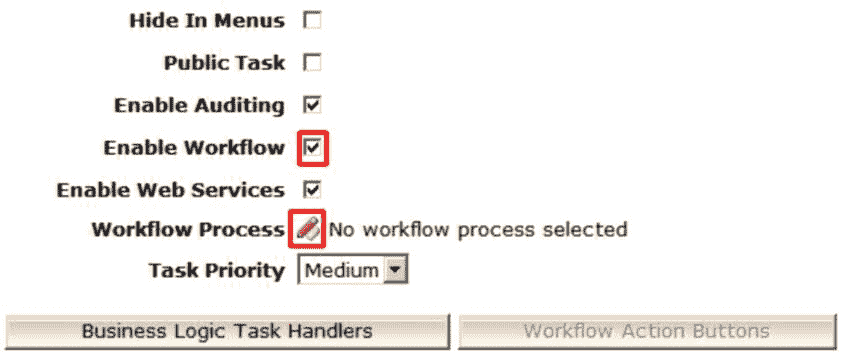 Hide In Menus
Public Task
Enable Auditing
Enable Workflow
Enable Web Services
Workflow Process No workflow process selected
Task Priority Medium
Business Logic Task Handlers Workflow Action Buttons